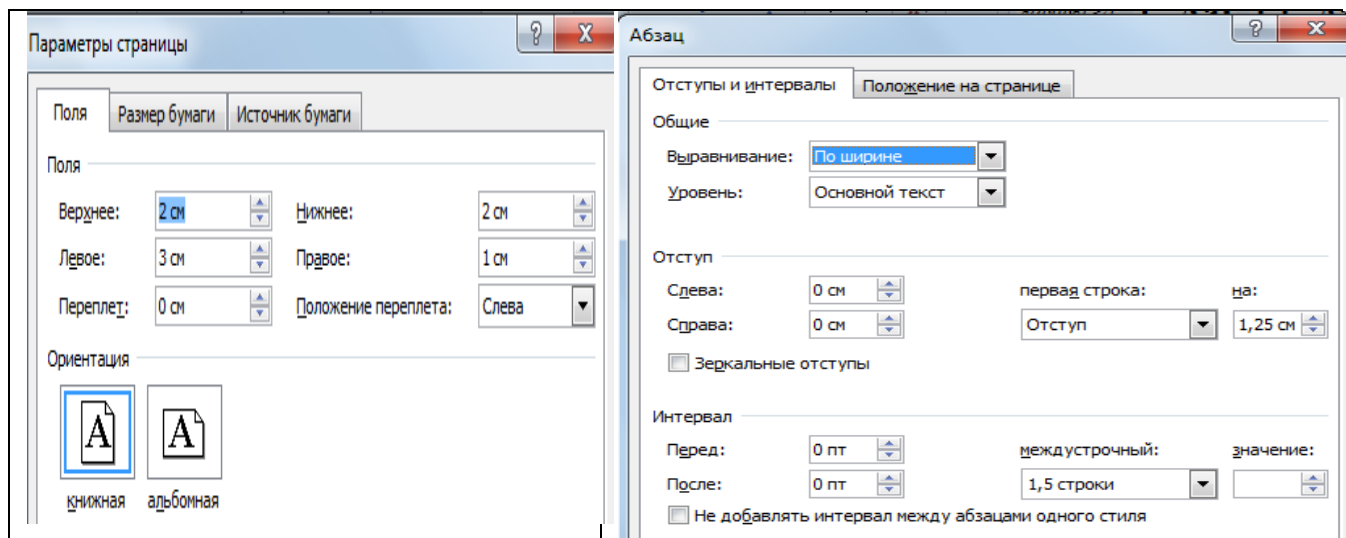 Параметры страницы
Поля Размер бумаги Источник бумаги
Поля
Верхнее: 2 см Нижнее: 2 см
Левое: 3 см Правое: 1 см
Переплет: 0 см Положение переплета: Слева
Ориентация
A A
книжная альбомная
Абзац
Отступы и интервалы Положение на странице
Общие
Выравнивание: По ширине
Уровень: Основной текст
Отступ
Слева: 0 см первая строка: на:
Справа: 0 см Отступ 1,25 см
Зеркальные отступы
Интервал
Перед: 0 пт междустрочный: значение:
После: 0 пт 1,5 строки
Не добавлять интервал между абзацами одного стиля